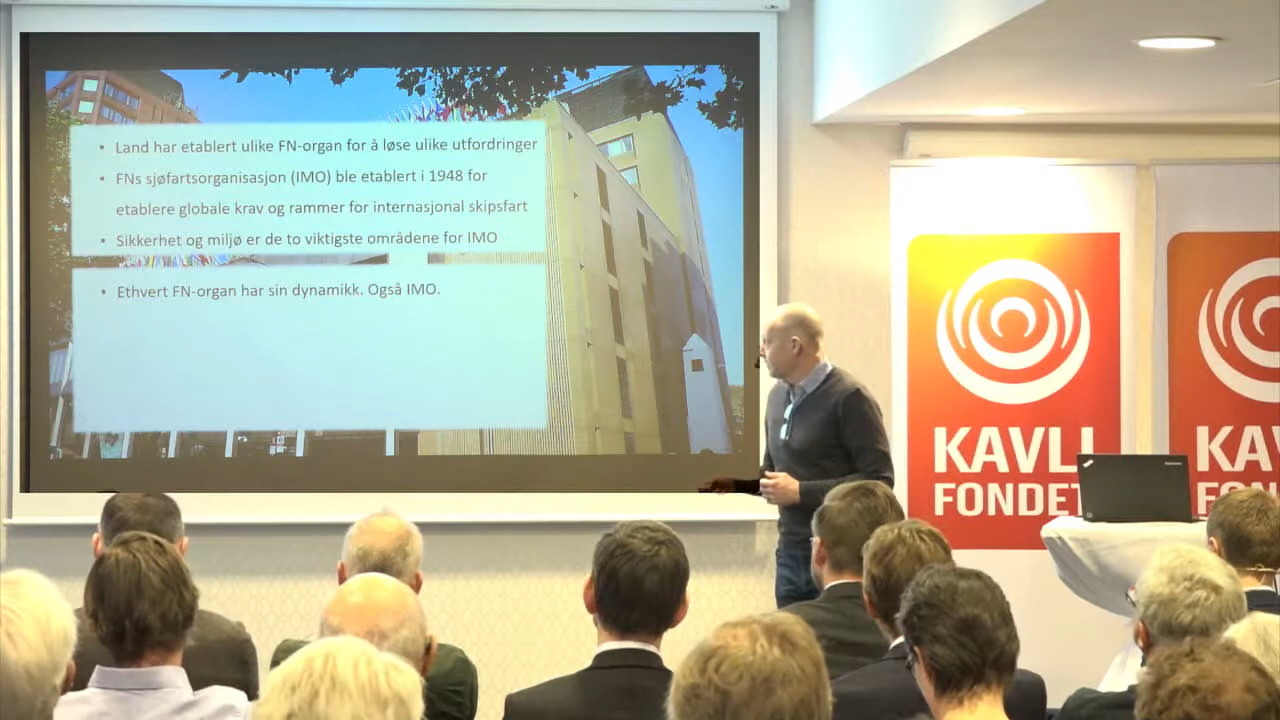 • Land har etablert ulike FN-organ for å løse ulike utfordringer
• FNs sjøfartsorganisasjon (IMO) ble etablert i 1948 for
etablere globale krav og rammer for internasjonal skipsfart
• Sikkerhet og miljø er de to viktigste områdene for IMO
• Ethvert FN-organ har sin dynamikk. Også IMO.
KAVLI
FONDET
KAV
FON